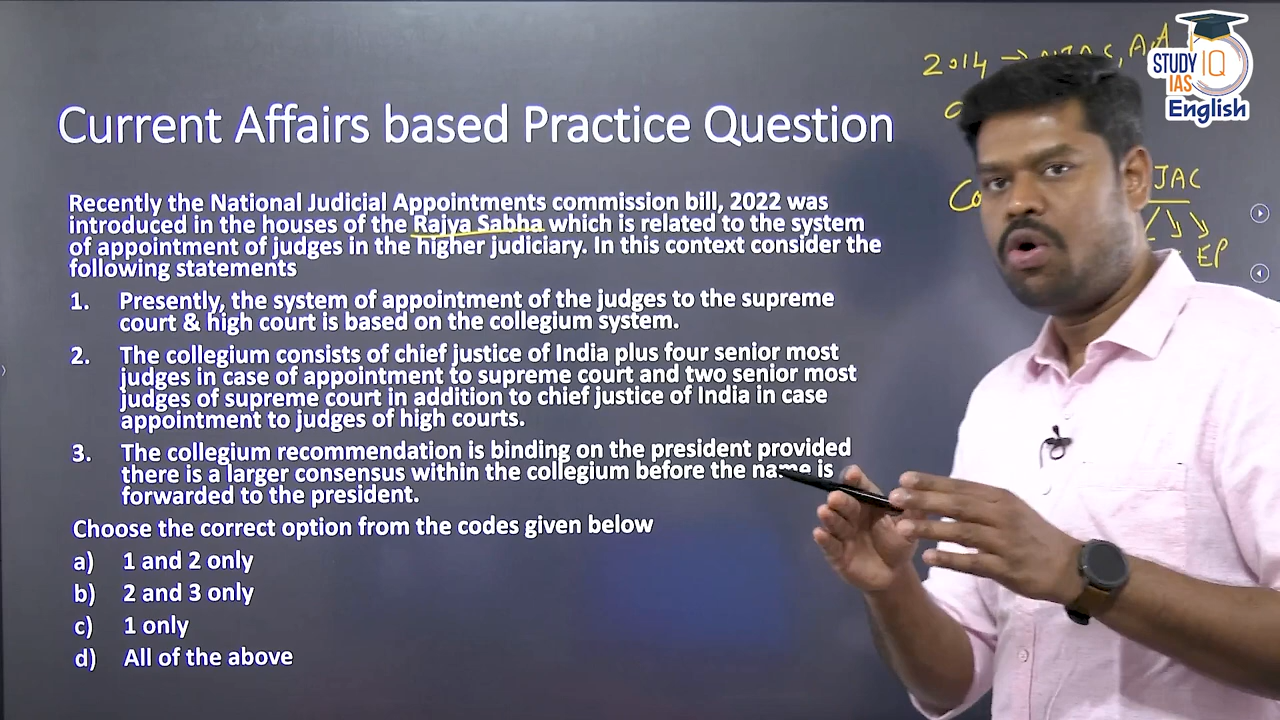 2014 →
STUDY IQ
IAS
English
Current Affairs based Practice Question
JAC
EP
Recently the National Judicial Appointments commission bill, 2022 was
introduced in the houses of the Rajya Sabha which is related to the system
of appointment of judges in the higher judiciary. In this context consider the
following statements
1. Presently, the system of appointment of the judges to the supreme
court & high court is based on the collegium system.
2. The collegium consists of chief justice of India plus four senior most
judges in case of appointment to supreme court and two senior most
judges of supreme court in addition to chief justice of India in case
appointment to judges of high courts.
3. The collegium recommendation is binding on the president provided
there is a larger consensus within the collegium before the name is
forwarded to the president.
Choose the correct option from the codes given below
a) 1 and 2 only
b) 2 and 3 only
c) 1 only
d) All of the above